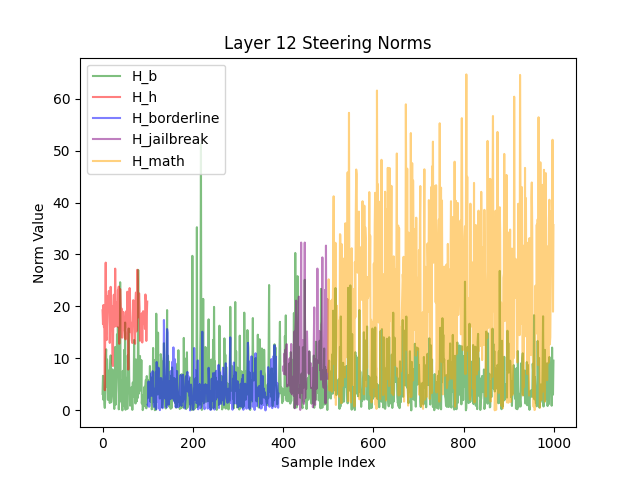 Layer 12 Steering Norms
H_b
H_h
H_borderline
H_jailbreak
H_math
Norm Value
60
50
40
30
20
10
0
0 200 400 600 800 1000
Sample Index